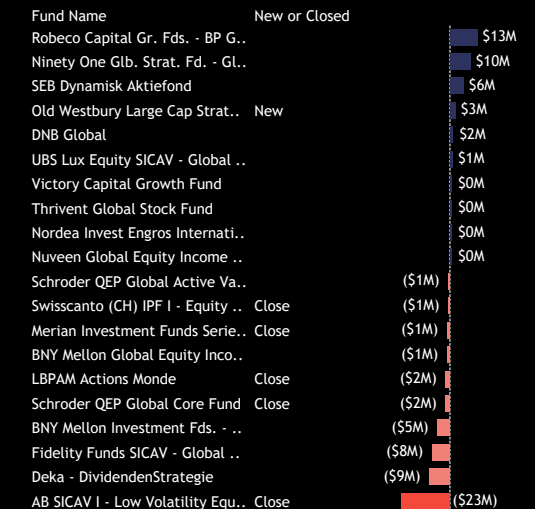 Fund Name New or Closed
Robeco Capital Gr. Fds. - BP G.. $13M
Ninety One Glb. Strat. Fd. - Gl.. $10M
SEB Dynamisk Aktiefond $6M
Old Westbury Large Cap Strat.. New $3M
DNB Global $2M
UBS Lux Equity SICAV - Global .. $1M
Victory Capital Growth Fund $0M
Thrivent Global Stock Fund $0M
Nordea Invest Engros Internati.. $0M
Nuveen Global Equity Income .. $0M
Schroder QEP Global Active Va.. ($1M)
Swisscanto (CH) IPF I - Equity .. Close ($1M)
Merian Investment Funds Serie.. Close ($1M)
BNY Mellon Global Equity Inco.. ($1M)
LBPAM Actions Monde Close ($2M)
Schroder QEP Global Core Fund Close ($2M)
BNY Mellon Investment Fds. - .. ($5M)
Fidelity Funds SICAV - Global .. ($8M)
Deka - DividendenStrategie ($9M)
AB SICAV I - Low Volatility Equ.. Close ($23M)